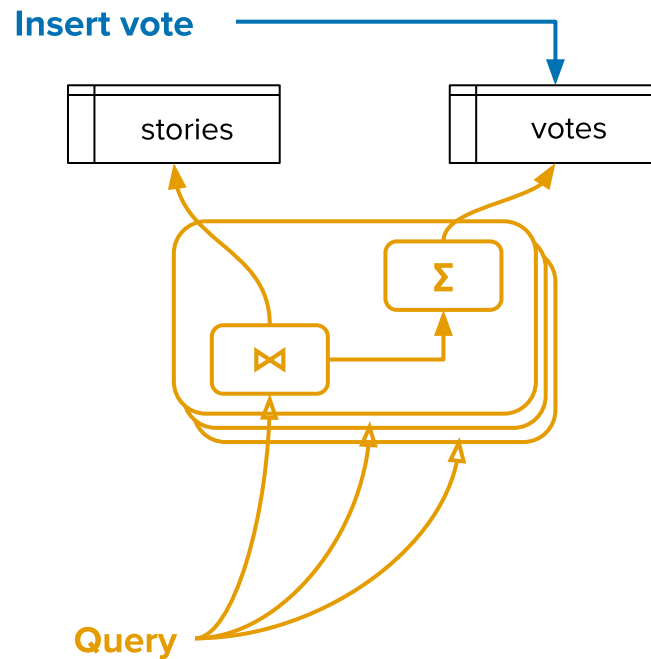 Insert vote
stories
votes
Σ
⋈
Query